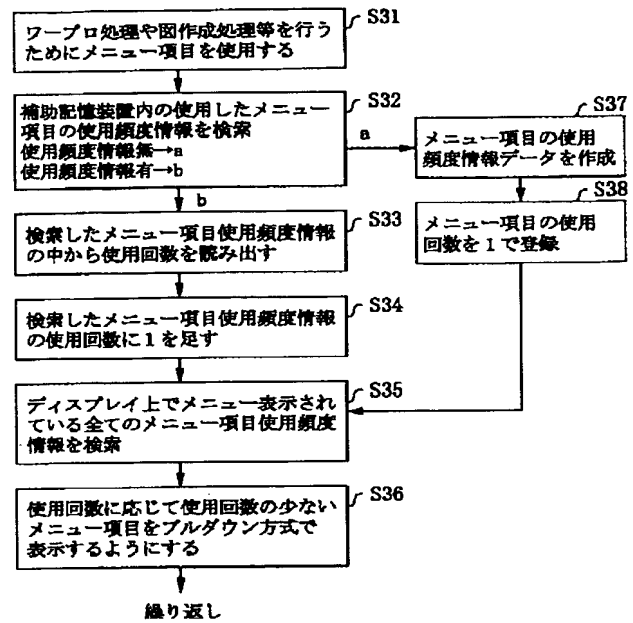 S31
ワープロ処理や図作成処理等を行う
ためにメニュー項目を使用する
S32
補助記憶装置内の使用したメニュー
項目の使用頻度情報を検索
使用頻度情報無→a
使用頻度情報有→b
a
b
S37
メニュー項目の使用
頻度情報データを作成
S38
メニュー項目の使用
回数を１で登録
S33
検索したメニュー項目使用頻度情報
の中から使用回数を読み出す
S34
検索したメニュー項目使用頻度情報
の使用回数に１を足す
S35
ディスプレイ上でメニュー表示され
ている全てのメニュー項目使用頻度
情報を検索
S36
使用回数に応じて使用回数の少ない
メニュー項目をプルダウン方式で
表示するようにする
繰り返し